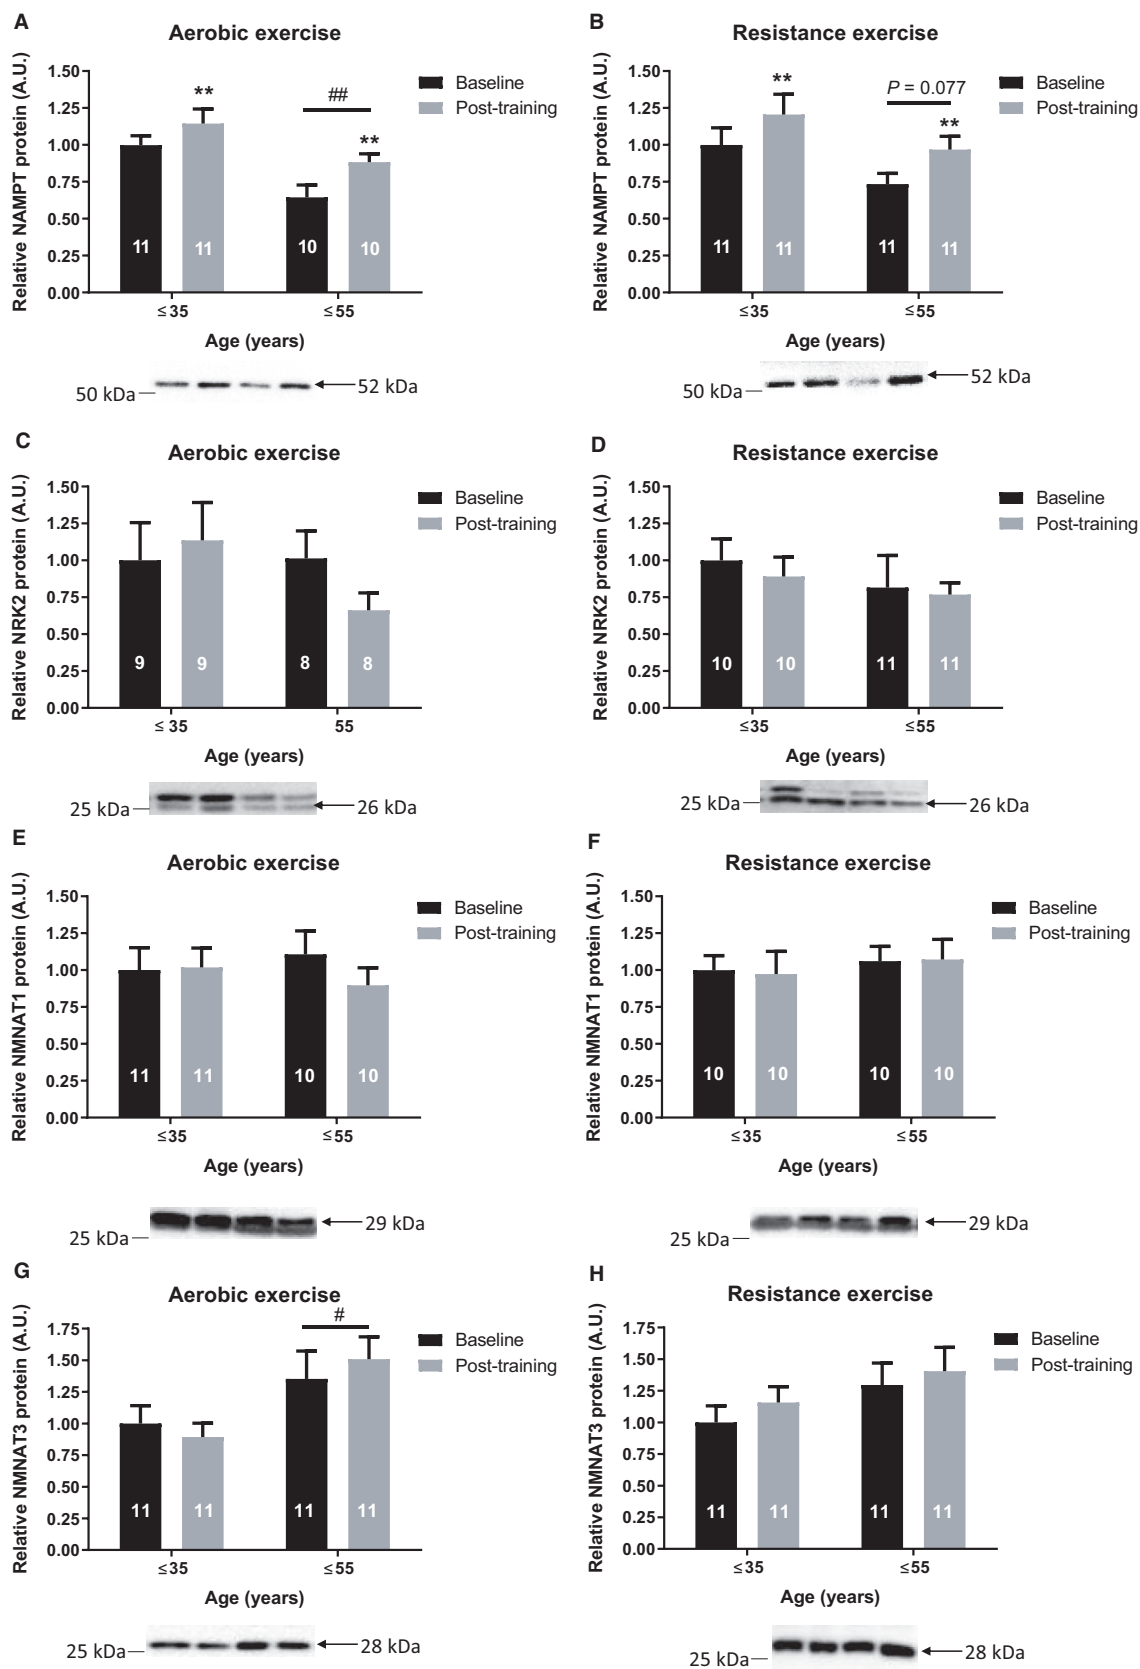 A
Aerobic exercise
Relative NAMPT protein (A.U.)
1.50
1.25
1.00
0.75
0.50
0.25
0.00
**
##
**
11
11
10
10
Baseline
Post-training
≤35
≤55
Age (years)
50 kDa
52 kDa
B
Resistance exercise
Relative NAMPT protein (A.U.)
1.50
1.25
1.00
0.75
0.50
0.25
0.00
**
P = 0.077
**
11
11
11
11
Baseline
Post-training
≤35
≤55
Age (years)
50 kDa
52 kDa
C
Aerobic exercise
Relative NRK2 protein (A.U.)
1.50
1.25
1.00
0.75
0.50
0.25
0.00
9
9
8
8
Baseline
Post-training
≤ 35
55
Age (years)
25 kDa
26 kDa
D
Resistance exercise
Relative NRK2 protein (A.U.)
1.50
1.25
1.00
0.75
0.50
0.25
0.00
10
10
11
11
Baseline
Post-training
≤35
≤55
Age (years)
25 kDa
26 kDa
E
Aerobic exercise
Relative NMNAT1 protein (A.U.)
1.50
1.25
1.00
0.75
0.50
0.25
0.00
11
11
10
10
Baseline
Post-training
≤35
≤55
Age (years)
25 kDa
29 kDa
F
Resistance exercise
Relative NMNAT1 protein (A.U.)
1.50
1.25
1.00
0.75
0.50
0.25
0.00
10
10
10
10
Baseline
Post-training
≤35
≤55
Age (years)
25 kDa
29 kDa
G
Aerobic exercise
Relative NMNAT3 protein (A.U.)
1.75
1.50
1.25
1.00
0.75
0.50
0.25
0.00
#
11
11
11
11
Baseline
Post-training
≤35
≤55
Age (years)
25 kDa
28 kDa
H
Resistance exercise
Relative NMNAT3 protein (A.U.)
1.75
1.50
1.25
1.00
0.75
0.50
0.25
0.00
11
11
11
11
Baseline
Post-training
≤35
≤55
Age (years)
25 kDa
28 kDa